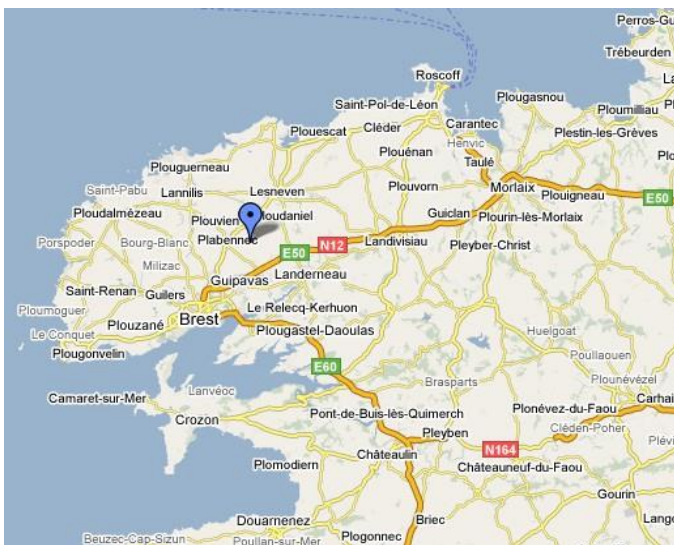 Perros-Gu
Trébeurden
La
Roscoff
Saint-Pol-de-Léon
Plougasnou
Ploumilliau
Carantec
Plouescat
Cléder
Henvic
Plestin-les-Grèves
Plouguerneau
Plouénan
Taulé
Saint-Pabu
Lannilis
Lesneven
Plouvorn
Morlaix
Plouigneau
E50
Ploudalmézeau
Plouvien
loudaniel
Guiclan
Plourin-lès-Morlaix
Porspoder
Bourg-Blanc
Plabennec
E50
N12
Landivisiau
Pleyber-Christ
Milizac
Guipavas
Landerneau
Saint-Renan
Guilers
Le Relecq-Kerhuon
Ploumoguer
Brest
Plougastel-Daoulas
Le Conquet
Plouzané
Huelgoat
Plougonvelin
E60
Poullaouen
Camaret-sur-Mer
Lanvéoc
Brasparts
Plounévézel
Crozon
Pont-de-Buis-lès-Quimerch
Plonévez-du-Faou
Carhai
Pleyben
N164
Cléden-Poher
Plévi
Châteaulin
Plomodiern
Châteauneuf-du-Faou
Gourin
Douarnenez
Briec
Lango
Beuzec-Cap-Sizun
Poullan-sur-Mer
Plogonnec